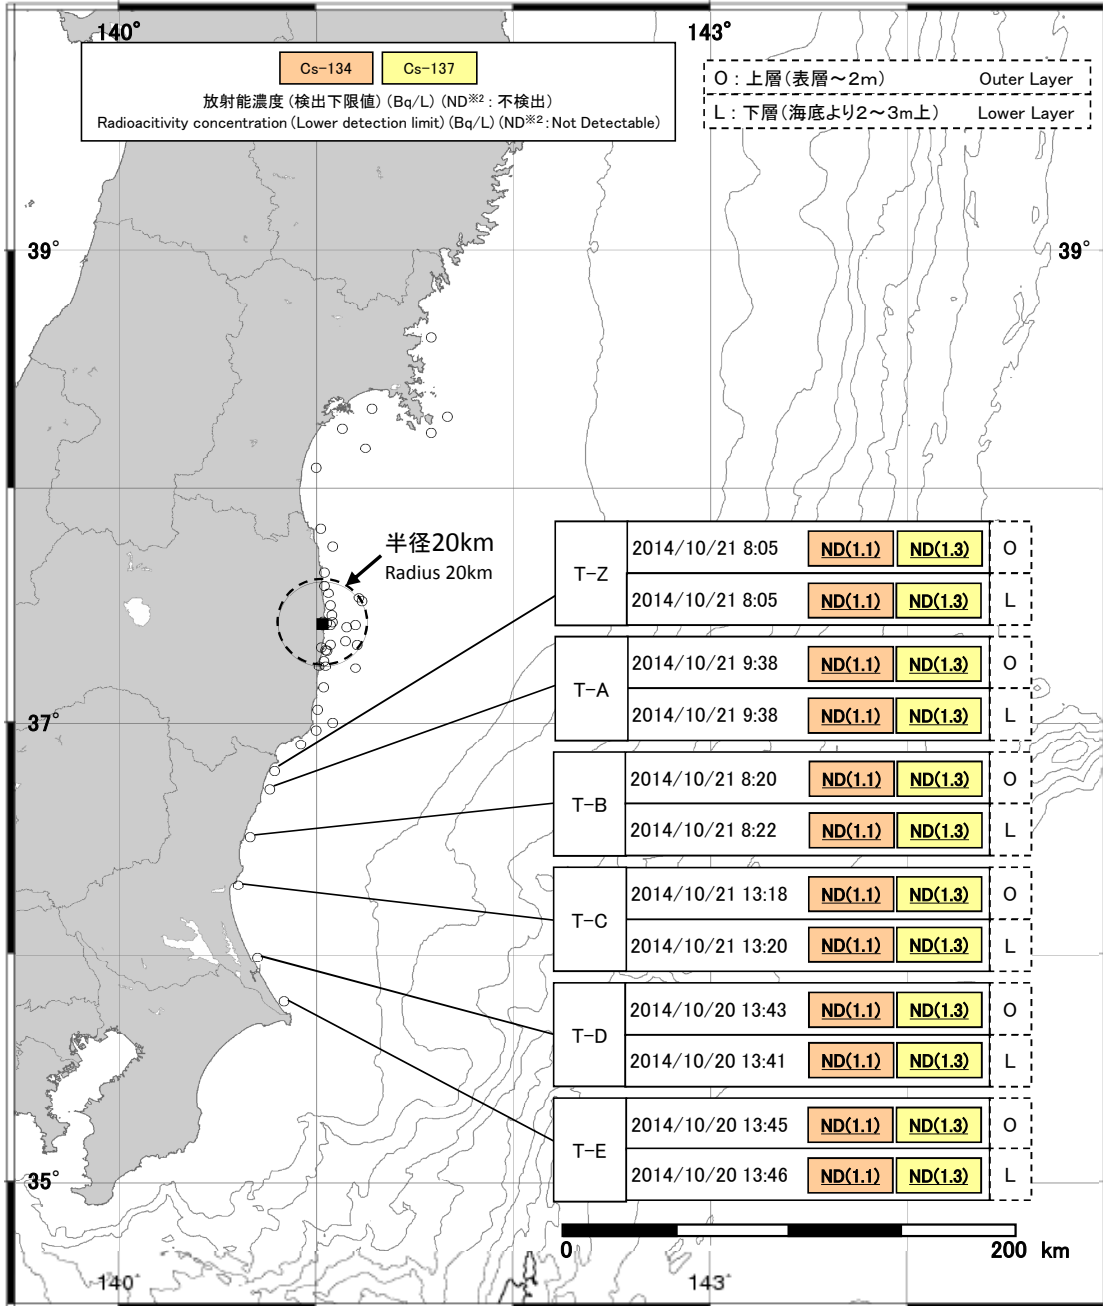 140°
143°
Cs-134 Cs-137
放射能濃度 (検出下限値) (Bq/L) (ND※2 : 不検出)
Radioacitivity concentration (Lower detection limit) (Bq/L) (ND※2 : Not Detectable)
O : 上層(表層～2m) Outer Layer
L : 下層(海底より2～3m上) Lower Layer
39°
39°
半径20km
Radius 20km
37°
T-Z
2014/10/21 8:05 ND(1.1) ND(1.3) O
2014/10/21 8:05 ND(1.1) ND(1.3) L
T-A
2014/10/21 9:38 ND(1.1) ND(1.3) O
2014/10/21 9:38 ND(1.1) ND(1.3) L
T-B
2014/10/21 8:20 ND(1.1) ND(1.3) O
2014/10/21 8:22 ND(1.1) ND(1.3) L
T-C
2014/10/21 13:18 ND(1.1) ND(1.3) O
2014/10/21 13:20 ND(1.1) ND(1.3) L
T-D
2014/10/20 13:43 ND(1.1) ND(1.3) O
2014/10/20 13:41 ND(1.1) ND(1.3) L
T-E
2014/10/20 13:45 ND(1.1) ND(1.3) O
2014/10/20 13:46 ND(1.1) ND(1.3) L
35°
0 200 km
140°
143°